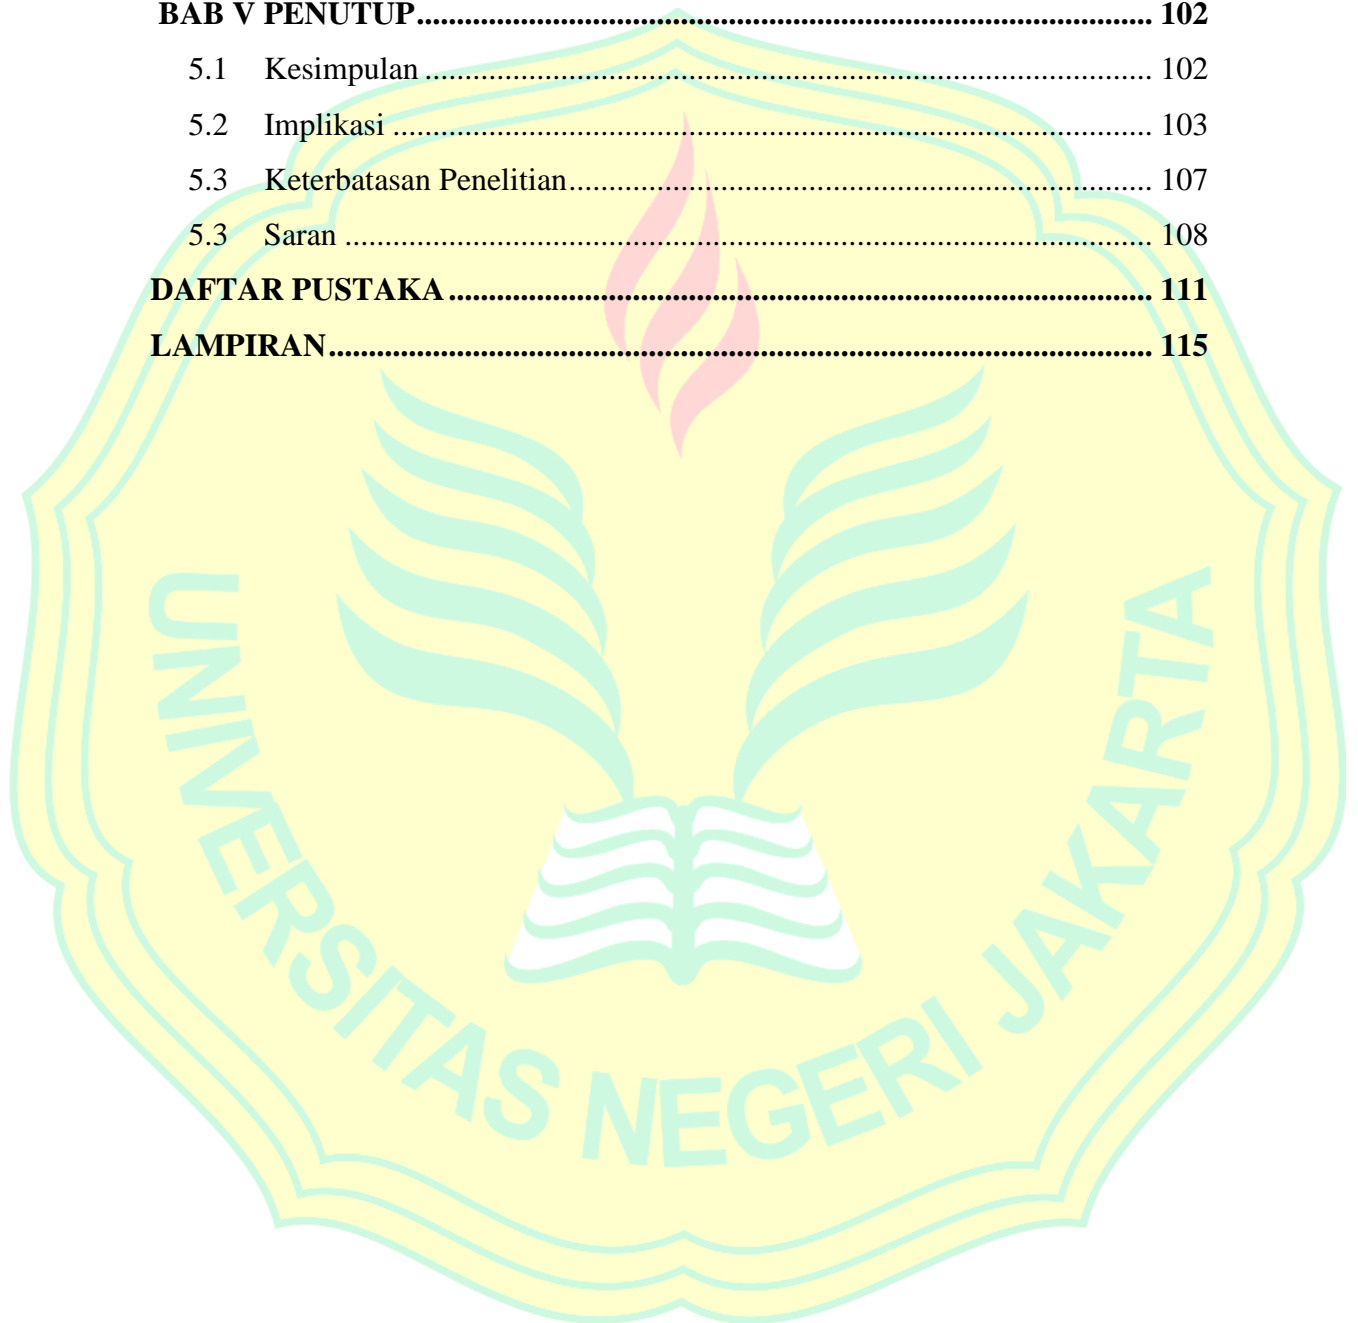 BAB V PENUTUP............................................................................................ 102
5.1 Kesimpulan........................................................................................... 102
5.2 Implikasi............................................................................................... 103
5.3 Keterbatasan Penelitian......................................................................... 107
5.3 Saran..................................................................................................... 108
DAFTAR PUSTAKA........................................................................................ 111
LAMPIRAN....................................................................................................... 115
UNIVERSITAS NEGERI JAKARTA